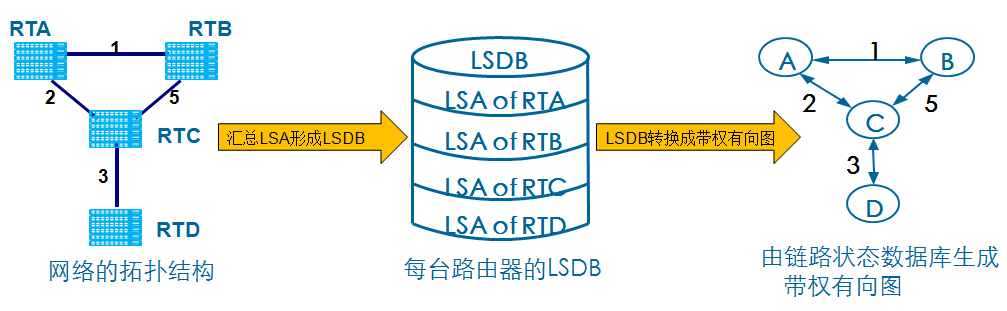 RTA
RTB
1
2
5
RTC
3
RTD
网络的拓扑结构
汇总LSA形成LSDB
LSDB
LSA of RTA
LSA of RTB
LSA of RTC
LSA of RTD
每台路由器的LSDB
LSDB转换成带权有向图
A
1
B
2
5
C
3
D
由链路状态数据库生成
带权有向图